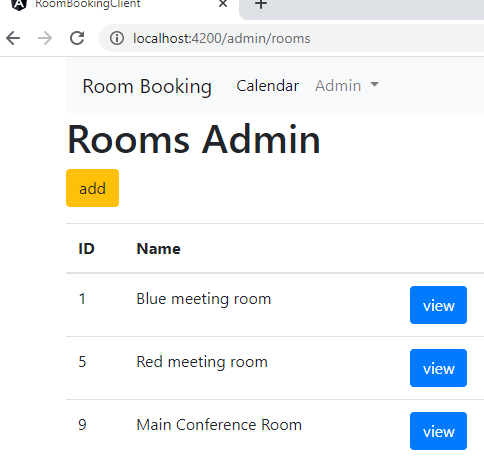 RoomBookingClient
localhost:4200/admin/rooms
Room Booking Calendar Admin
Rooms Admin
add
ID Name
1 Blue meeting room view
5 Red meeting room view
9 Main Conference Room view